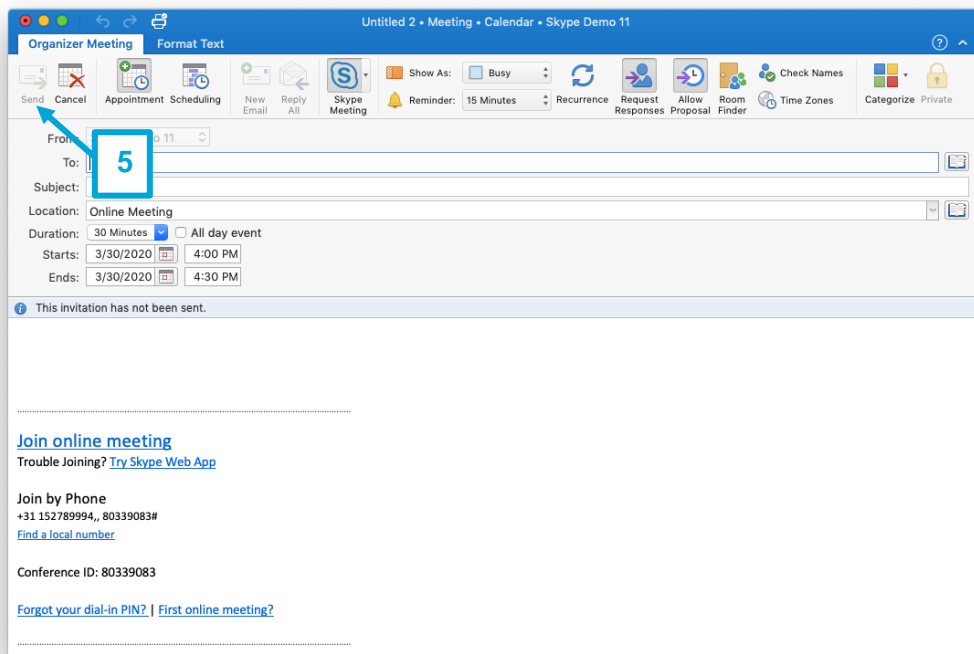 Untitled 2 • Meeting • Calendar • Skype Demo 11
Organizer Meeting Format Text ?
Send Cancel Appointment Scheduling New Email Reply All Skype Meeting Show As: Busy Recurrence Request Responses Allow Proposal Room Finder Check Names Categorize Private
Reminder: 15 Minutes Time Zones
From: o 11
5
To:
Subject:
Location: Online Meeting
Duration: 30 Minutes All day event
Starts: 3/30/2020 4:00 PM
Ends: 3/30/2020 4:30 PM
This invitation has not been sent.
Join online meeting
Trouble Joining? Try Skype Web App
Join by Phone
+31 152789994,, 80339083#
Find a local number
Conference ID: 80339083
Forgot your dial-in PIN? | First online meeting?